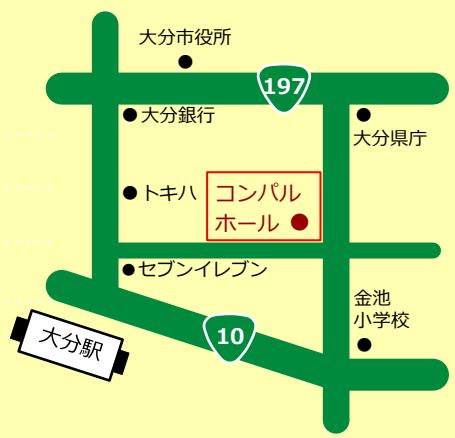 大分市役所
197
大分銀行
大分県庁
トキハ
コンパル
ホール
セブンイレブン
金池
小学校
10
大分駅